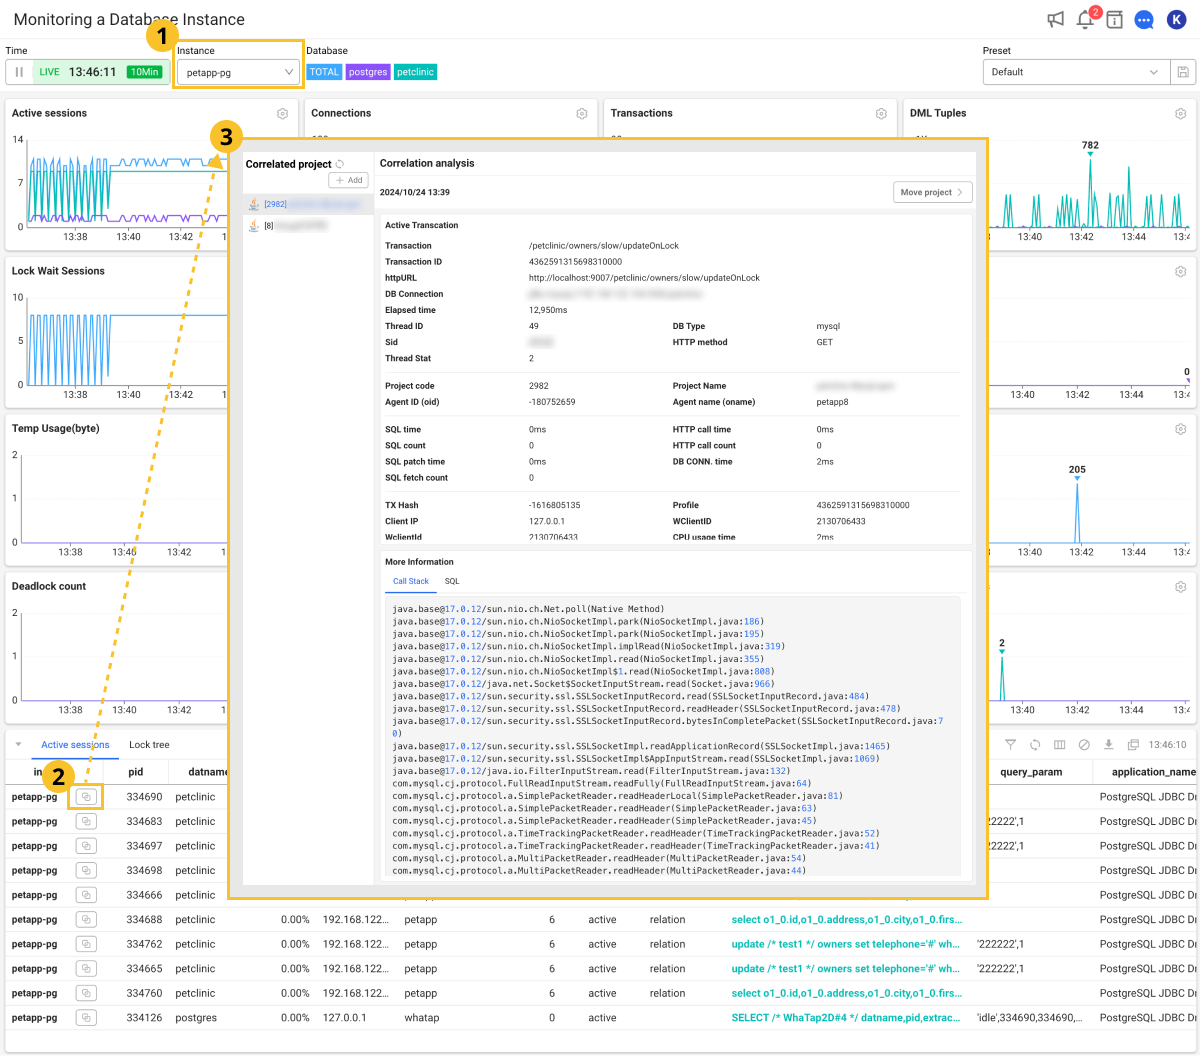 Monitoring a Database Instance
2
K
1
Time
Instance
Database
Preset
LIVE 13:46:11 10Min
petapp-pg
TOTAL postgres petclinic
Default
Active sessions
Connections
Transactions
DML Tuples
14
7
0
13:38 13:40 13:42
782
13:40 13:42 13:44 13:4
Lock Wait Sessions
10
5
0
13:38 13:40 13:42 1
0
13:40 13:42 13:44 13:4
Temp Usage(byte)
2
1
0
13:38 13:40 13:42
205
13:40 13:42 13:44 13:4
Deadlock count
2
1
0
13:38 13:40 13:42
2
13:40 13:42 13:44 13:4
3
Correlated project
Add
[2982]
[8]
Correlation analysis
2024/10/24 13:39
Move project
Active Transcation
Transaction /petclinic/owners/slow/updateOnLock
Transaction ID 4362591315698310000
httpURL http://localhost:9007/petclinic/owners/slow/updateOnLock
DB Connection
Elapsed time 12,950ms
Thread ID 49 DB Type mysql
Sid HTTP method GET
Thread Stat 2
Project code 2982 Project Name
Agent ID (oid) -180752659 Agent name (oname) petapp8
SQL time 0ms HTTP call time 0ms
SQL count 0 HTTP call count 0
SQL patch time 0ms DB CONN. time 2ms
SQL fetch count 0
TX Hash -1616805135 Profile 4362591315698310000
Client IP 127.0.0.1 WClientID 2130706433
WclientId 2130706433 CPU usage time 2ms
More Information
Call Stack SQL
java.base@17.0.12/sun.nio.ch.Net.poll(Native Method)
java.base@17.0.12/sun.nio.ch.NioSocketImpl.park(NioSocketImpl.java:186)
java.base@17.0.12/sun.nio.ch.NioSocketImpl.park(NioSocketImpl.java:195)
java.base@17.0.12/sun.nio.ch.NioSocketImpl.implRead(NioSocketImpl.java:319)
java.base@17.0.12/sun.nio.ch.NioSocketImpl.read(NioSocketImpl.java:355)
java.base@17.0.12/sun.nio.ch.NioSocketImpl$1.read(NioSocketImpl.java:808)
java.base@17.0.12/java.net.Socket$SocketInputStream.read(Socket.java:966)
java.base@17.0.12/sun.security.ssl.SSLSocketInputRecord.read(SSLSocketInputRecord.java:484)
java.base@17.0.12/sun.security.ssl.SSLSocketInputRecord.readHeader(SSLSocketInputRecord.java:478)
java.base@17.0.12/sun.security.ssl.SSLSocketInputRecord.bytesInCompletePacket(SSLSocketInputRecord.java:7
0)
java.base@17.0.12/sun.security.ssl.SSLSocketImpl.readApplicationRecord(SSLSocketImpl.java:1465)
java.base@17.0.12/sun.security.ssl.SSLSocketImpl$AppInputStream.read(SSLSocketImpl.java:1069)
java.base@17.0.12/java.io.FilterInputStream.read(FilterInputStream.java:132)
com.mysql.cj.protocol.FullReadInputStream.readFully(FullReadInputStream.java:64)
com.mysql.cj.protocol.a.SimplePacketReader.readHeaderLocal(SimplePacketReader.java:81)
com.mysql.cj.protocol.a.SimplePacketReader.readHeader(SimplePacketReader.java:63)
com.mysql.cj.protocol.a.SimplePacketReader.readHeader(SimplePacketReader.java:45)
com.mysql.cj.protocol.a.TimeTrackingPacketReader.readHeader(TimeTrackingPacketReader.java:52)
com.mysql.cj.protocol.a.TimeTrackingPacketReader.readHeader(TimeTrackingPacketReader.java:41)
com.mysql.cj.protocol.a.MultiPacketReader.readHeader(MultiPacketReader.java:54)
com.mysql.cj.protocol.a.MultiPacketReader.readHeader(MultiPacketReader.java:44)
Active sessions Lock tree 13:46:10
2
in pid datname query_param application_name
petapp-pg 334690 petclinic PostgreSQL JDBC Dr
petapp-pg 334683 petclinic 22222',1 PostgreSQL JDBC Dr
petapp-pg 334697 petclinic 22222',1 PostgreSQL JDBC Dr
petapp-pg 334698 petclinic PostgreSQL JDBC Dr
petapp-pg 334666 petclinic PostgreSQL JDBC Dr
petapp-pg 334688 petclinic 0.00% 192.168.122... petapp 6 active relation select o1_0.id,o1_0.address,o1_0.city,o1_0.firs... PostgreSQL JDBC Dr
petapp-pg 334762 petclinic 0.00% 192.168.122... petapp 6 active relation update /* test1 */ owners set telephone='#' wh... '222222',1 PostgreSQL JDBC Dr
petapp-pg 334665 petclinic 0.00% 192.168.122... petapp 6 active relation update /* test1 */ owners set telephone='#' wh... '222222',1 PostgreSQL JDBC Dr
petapp-pg 334760 petclinic 0.00% 192.168.122... petapp 6 active relation select o1_0.id,o1_0.address,o1_0.city,o1_0.firs... PostgreSQL JDBC Dr
petapp-pg 334126 postgres 0.00% 127.0.0.1 whatap 0 active SELECT /* WhaTap2D#4 */ datname,pid,extrac... 'idle',334690,334690,... PostgreSQL JDBC Dr